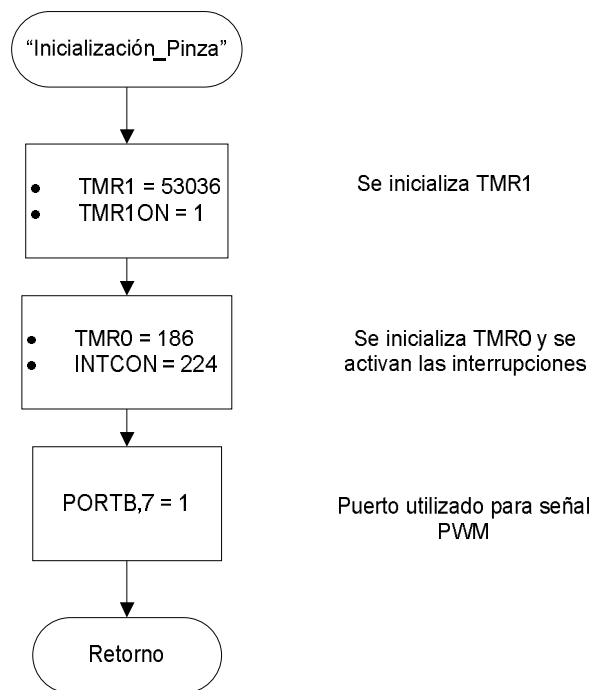 “Inicialización_Pinza”
• TMR1 = 53036
• TMR1ON = 1
Se inicializa TMR1
• TMR0 = 186
• INTCON = 224
Se inicializa TMR0 y se
activan las interrupciones
PORTB,7 = 1
Puerto utilizado para señal
PWM
Retorno